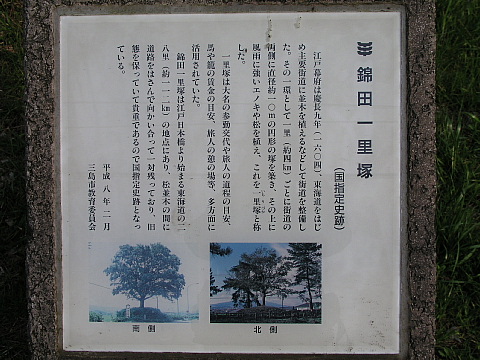 錦田一里塚
(国指定史跡)
江戸幕府は慶長九年(一六〇四)、東海道をはじ
め主要街道に並木を植えるなどして街道を整備し
た。その一環として一里(約四㎞)ごとに街道の
両側に直径約一〇mの円形の塚を築き、その上に
風雨に強いエノキや松を植え、これを一里塚と称
した。
一里塚は大名の参勤交代や旅人の道程の目安、
馬や籠の賃金の目安、旅人の憩の場等、多方面に
活用されていた。
錦田一里塚は江戸日本橋より始まる東海道の二
八里(約一一二㎞)の地点にあり、松並木の間に
道路をはさんで向かい合って一対残っており、旧
態を保っていて貴重であるので国指定史跡となっ
ている。
平成八年二月
三島市教育委員会
南側
北側